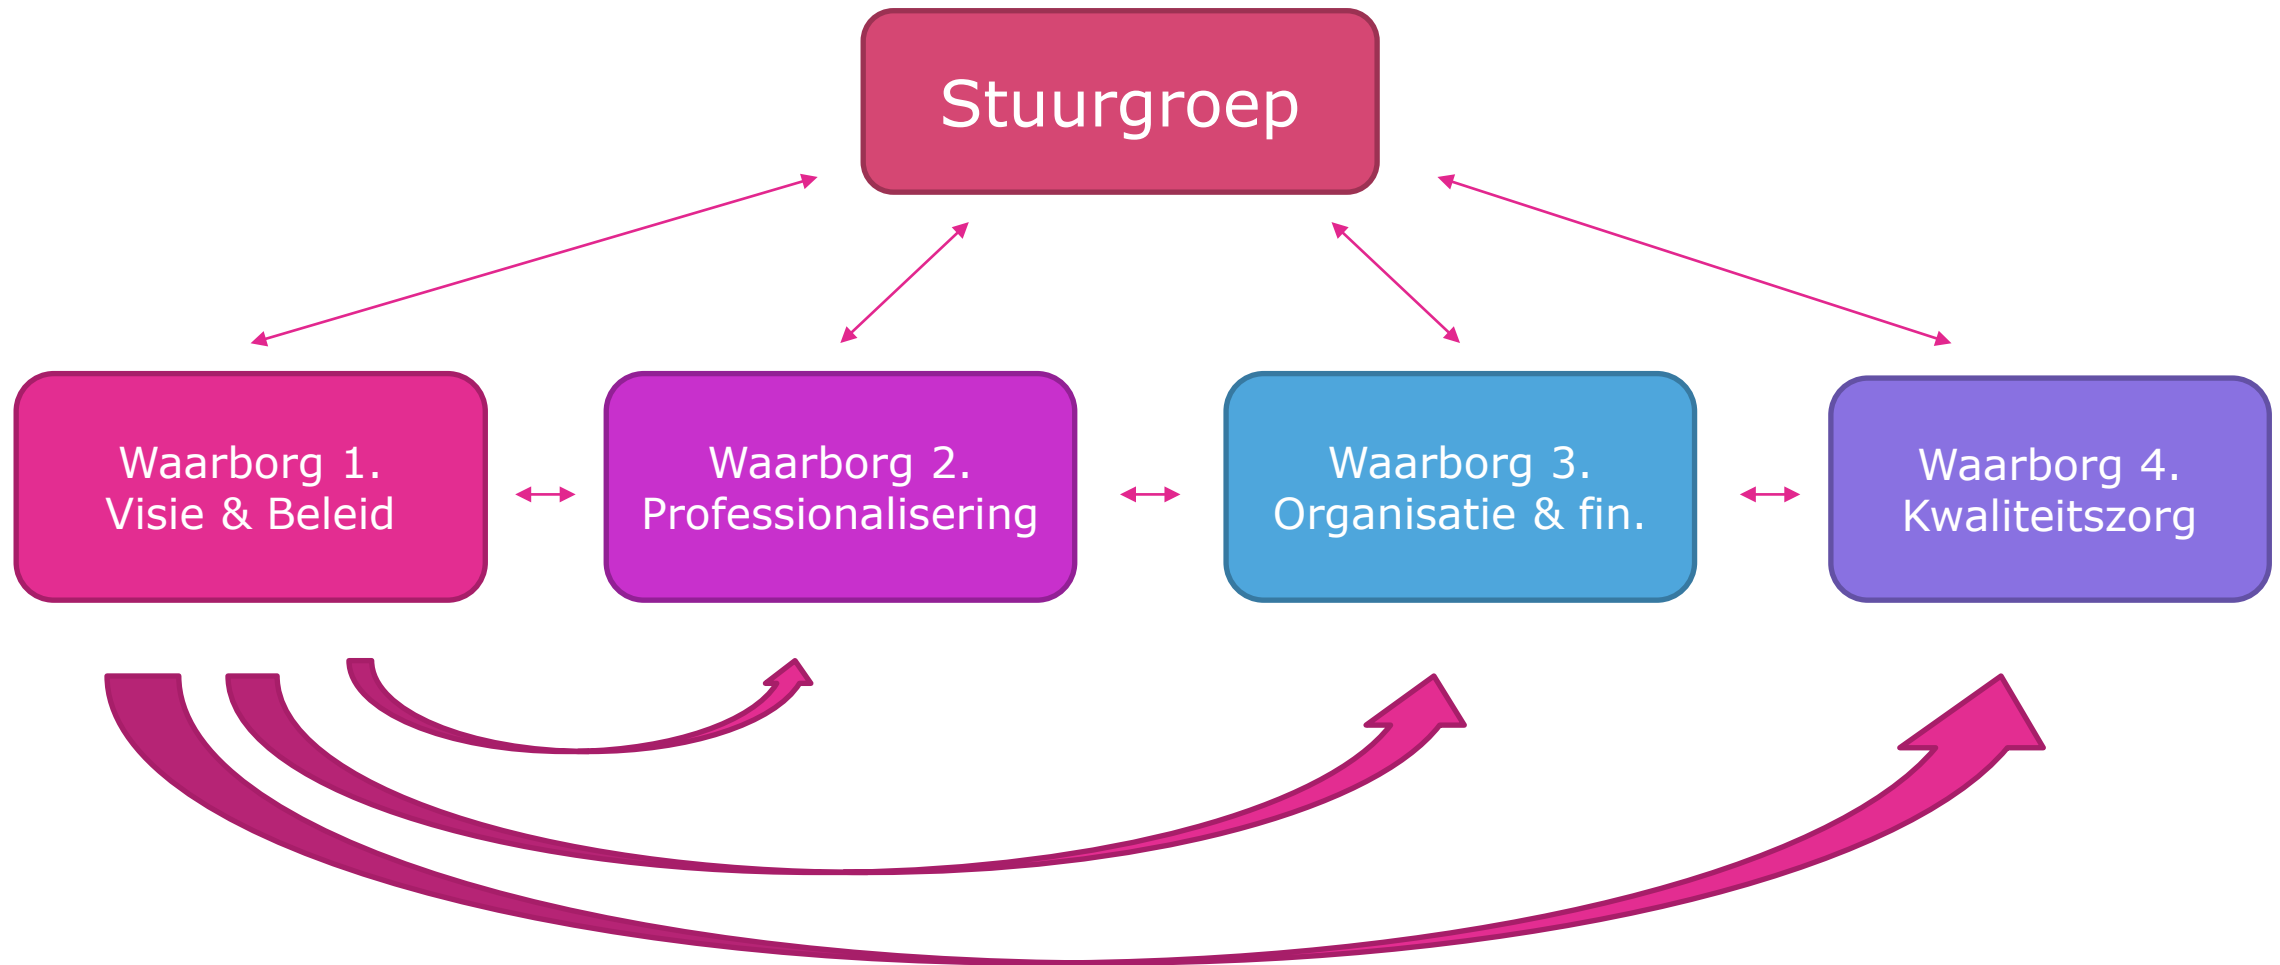 Stuurgroep
Waarborg 1.
Visie & Beleid
Waarborg 2.
Professionalisering
Waarborg 3.
Organisatie & fin.
Waarborg 4.
Kwaliteitszorg